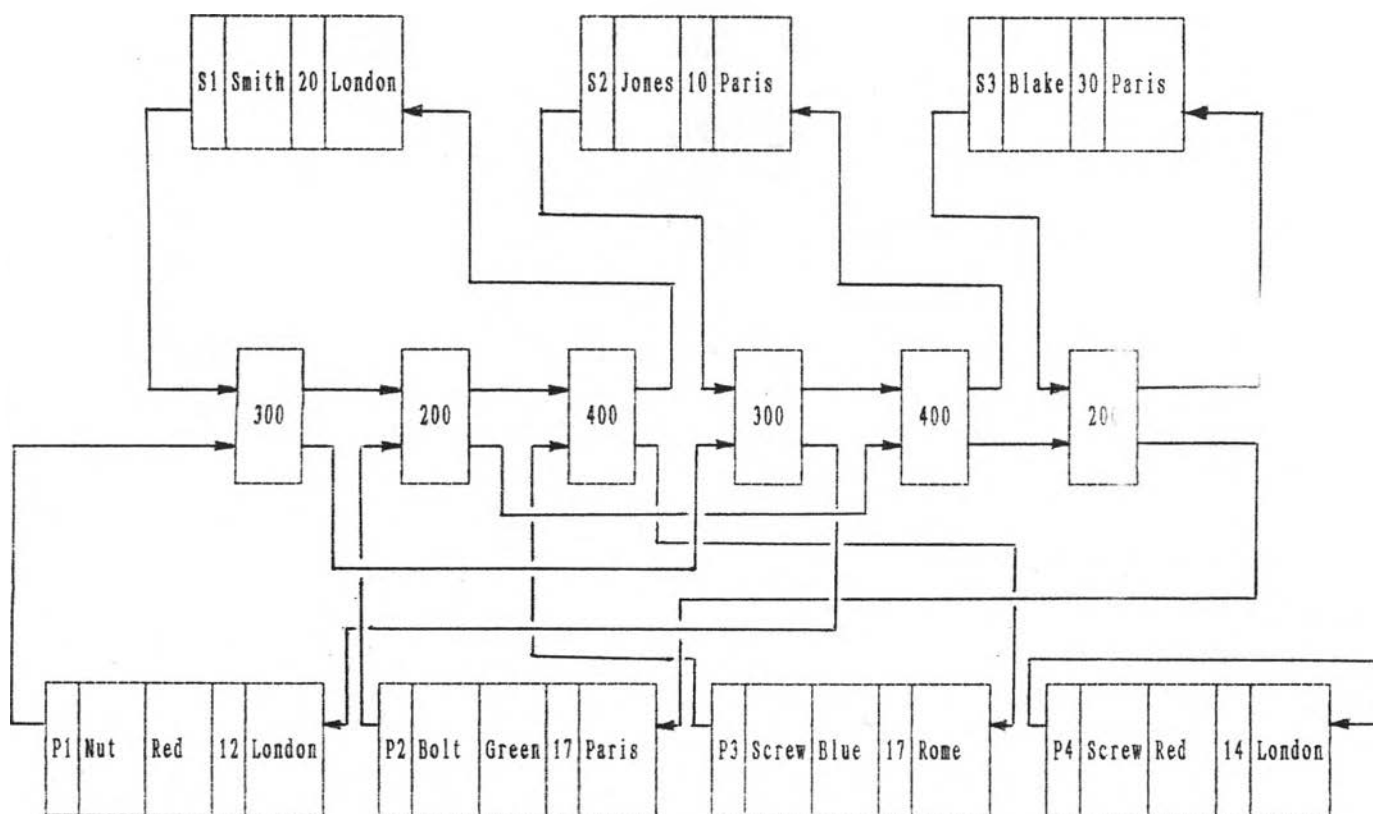 S1 Smith 20 London
S2 Jones 10 Paris
S3 Blake 30 Paris
300
200
400
300
400
200
P1 Nut Red 12 London
P2 Bolt Green 17 Paris
P3 Screw Blue 17 Rome
P4 Screw Red 14 London